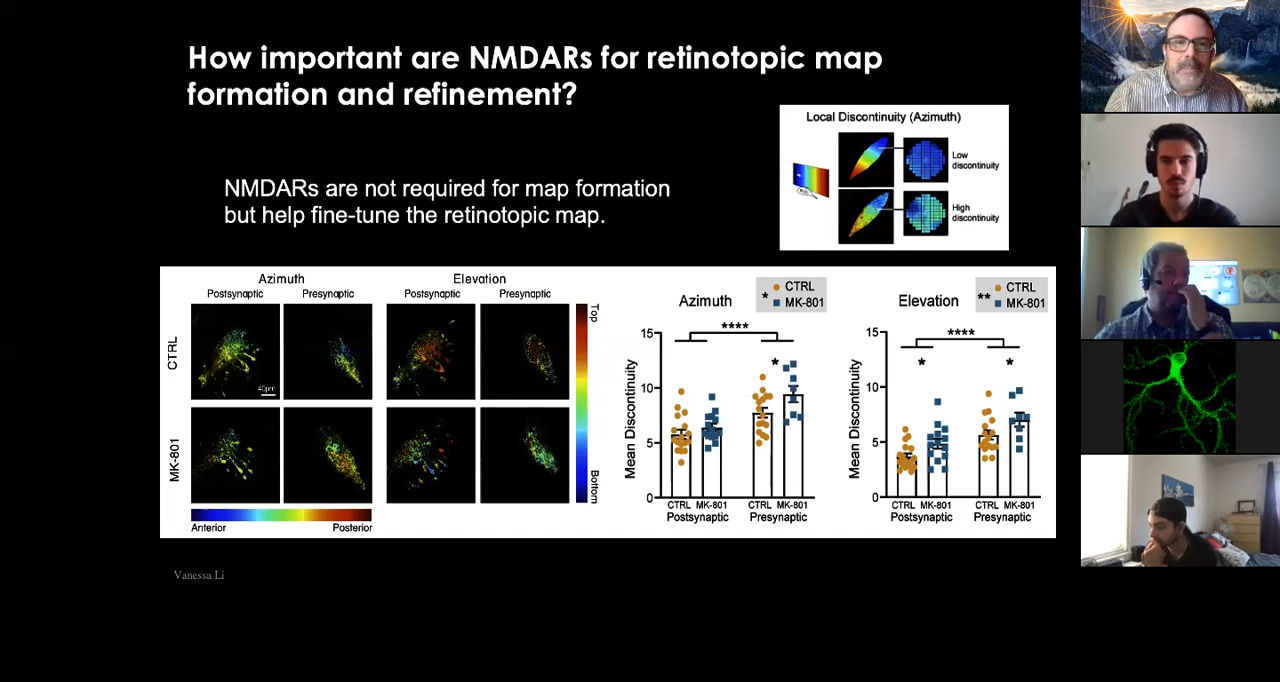 How important are NMDARs for retinotopic map
formation and refinement?
Local Discontinuity (Azimuth)
Low
discontinuity
High
discontinuity
NMDARs are not required for map formation
but help fine-tune the retinotopic map.
Azimuth
Elevation
Postsynaptic
Presynaptic
Postsynaptic
Presynaptic
CTRL
40μm
MK-801
Top
Bottom
Anterior
Posterior
Azimuth
* CTRL
MK-801
Mean Discontinuity
15
10
5
0
****
*
CTRL MK-801
CTRL MK-801
Postsynaptic
Presynaptic
Elevation
** CTRL
MK-801
Mean Discontinuity
15
10
5
0
****
*
*
CTRL MK-801
CTRL MK-801
Postsynaptic
Presynaptic
Vanessa Li